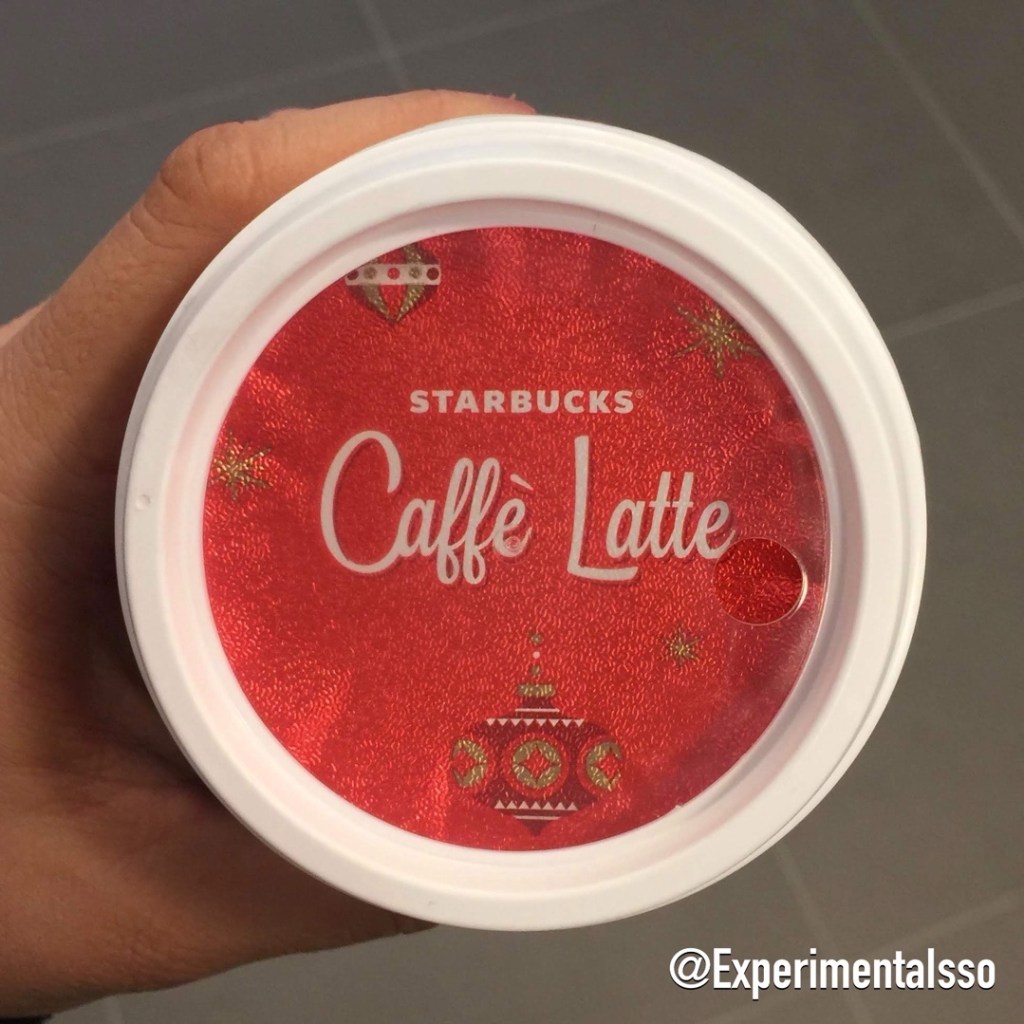 STARBUCKS®
Caffè Latte
@Experimentalsso